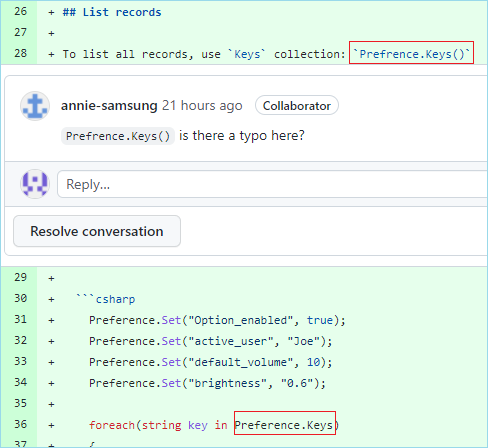 26 + ## List records
27 +
28 + To list all records, use `Keys` collection: `Prefrence.Keys()`
annie-samsung 21 hours ago Collaborator
Prefrence.Keys() is there a typo here?
Reply...
Resolve conversation
29 +
30 + ```csharp
31 + Preference.Set("Option_enabled", true);
32 + Preference.Set("active_user", "Joe");
33 + Preference.Set("default_volume", 10);
34 + Preference.Set("brightness", "0.6");
35 +
36 + foreach(string key in Preference.Keys)
37 + {